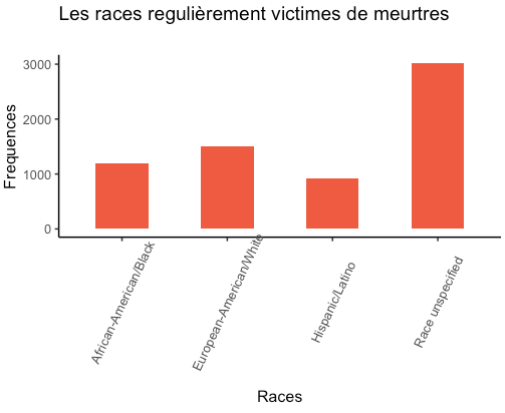 Les races regulièrement victimes de meurtres
Frequences
3000
2000
1000
0
African-American/Black
European-American/White
Hispanic/Latino
Race unspecified
Races